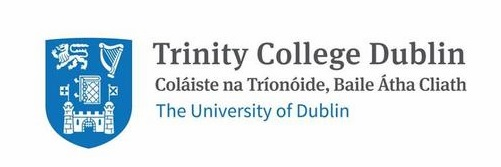 Trinity College Dublin
Coláiste na Tríonóide, Baile Átha Cliath
The University of Dublin